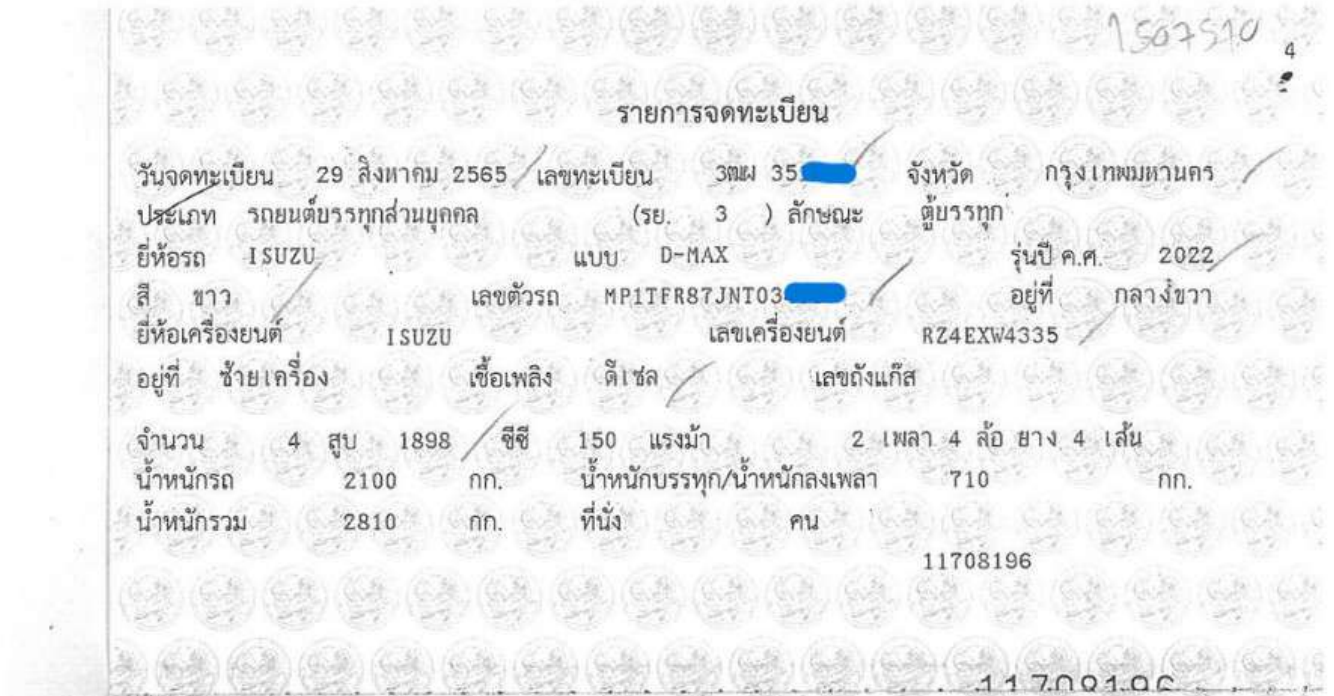 1507510
4
รายการจดทะเบียน
วันจดทะเบียน 29 สิงหาคม 2565 เลขทะเบียน 3ฒผ 35 จังหวัด กรุงเทพมหานคร
ประเภท รถยนต์บรรทุกส่วนบุคคล (รย. 3 ) ลักษณะ ตู้บรรทุก
ยี่ห้อรถ ISUZU แบบ D-MAX รุ่นปี ค.ศ. 2022
สี ขาว เลขตัวรถ MP1TFR87JNT03 อยู่ที่ กลางขวา
ยี่ห้อเครื่องยนต์ ISUZU เลขเครื่องยนต์ RZ4EXW4335
อยู่ที่ ซ้ายเครื่อง เชื้อเพลิง ดีเซล เลขถังแก๊ส
จำนวน 4 สูบ 1898 ซีซี 150 แรงม้า 2 เพลา 4 ล้อ ยาง 4 เส้น
น้ำหนักรถ 2100 กก. น้ำหนักบรรทุก/น้ำหนักลงเพลา 710 กก.
น้ำหนักรวม 2810 กก. ที่นั่ง คน
11708196
11708196